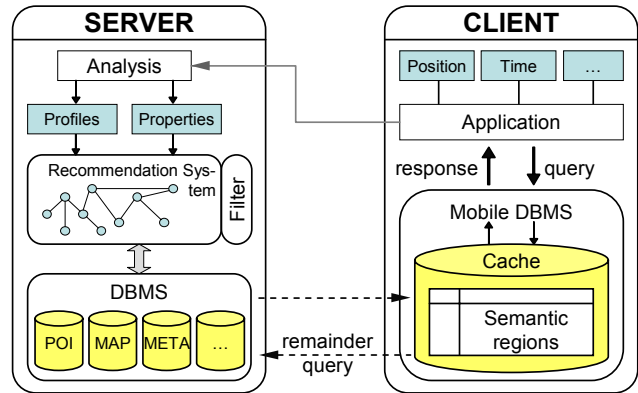 SERVER
Analysis
Profiles
Properties
Recommendation Sys-
tem
Filter
DBMS
POI
MAP
META
...
CLIENT
Position
Time
...
Application
response
query
Mobile DBMS
Cache
Semantic
regions
remainder
query